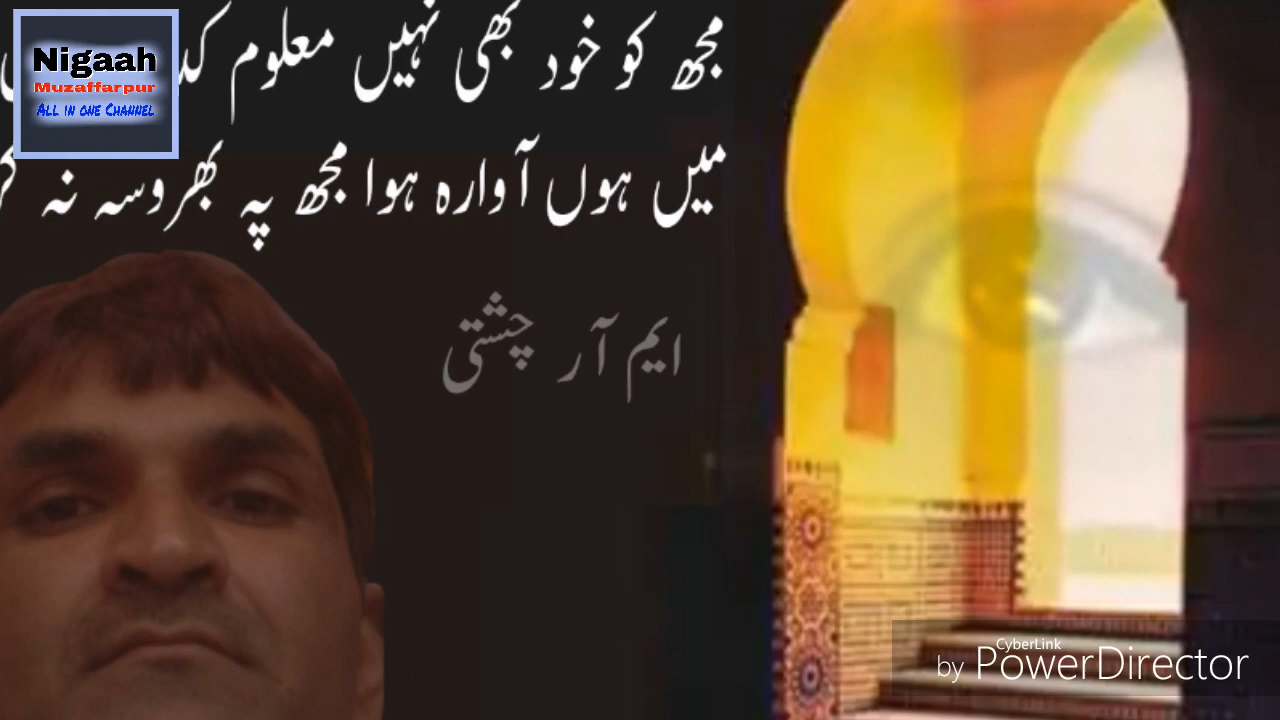 مجھ کو خود بھی نہیں معلوم
میں ہوں آوارہ ہوا مجھ پہ بھروسہ نہ
ایم آر چشتی
Nigaah
Muzaffarpur
All in one Channel
CyberLink
by PowerDirector